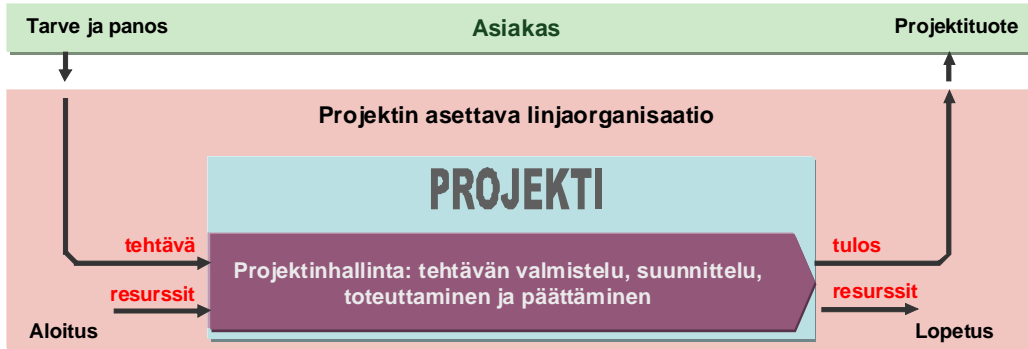 Tarve ja panos
Asiakas
Projektituote
Projektin asettava linjaorganisaatio
PROJEKTI
tehtävä
tulos
Projektinhallinta: tehtävän valmistelu, suunnittelu,
toteuttaminen ja päättäminen
resurssit
resurssit
Aloitus
Lopetus